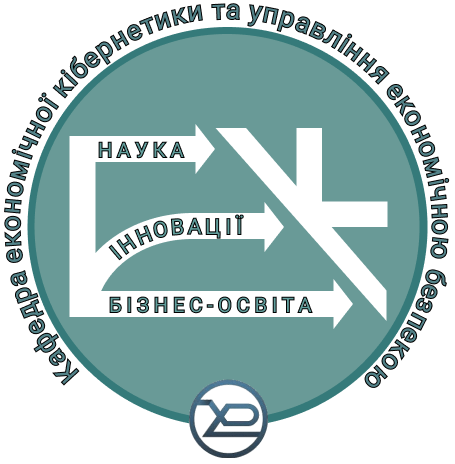 Кафедра економічної кібернетики та управління економічною безпекою
НАУКА
ІННОВАЦІЇ
БІЗНЕС-ОСВІТА